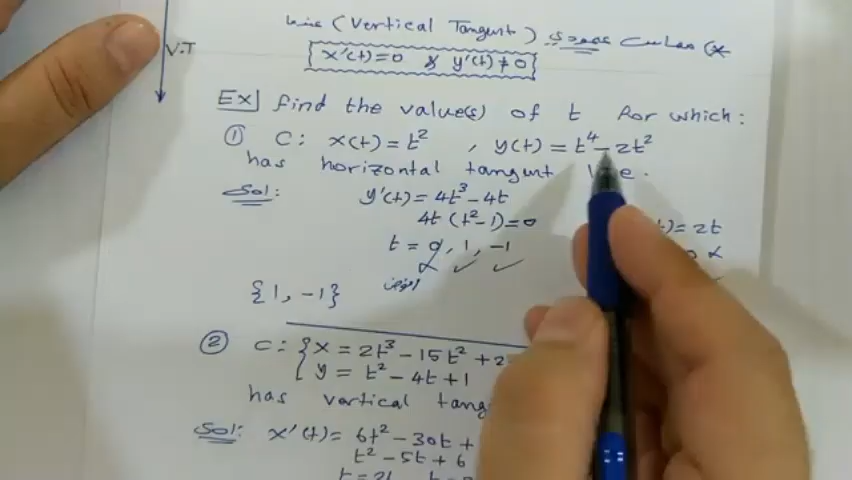 V.T
(Vertical Tangent) عمودي مماس
x'(t)=0 & y'(t)≠0
Ex] find the value(s) of t for which:
① C: x(t)=t² , y(t)=t⁴-2t²
has horizontal tangent
Sol: y'(t)=4t³-4t
4t(t²-1)=0
)=2t
t=0, 1, -1
{1, -1}
② C: {x=2t³-15t²+2
y=t²-4t+1
has vertical tang
Sol: x'(t)=6t²-30t+
t²-5t+6